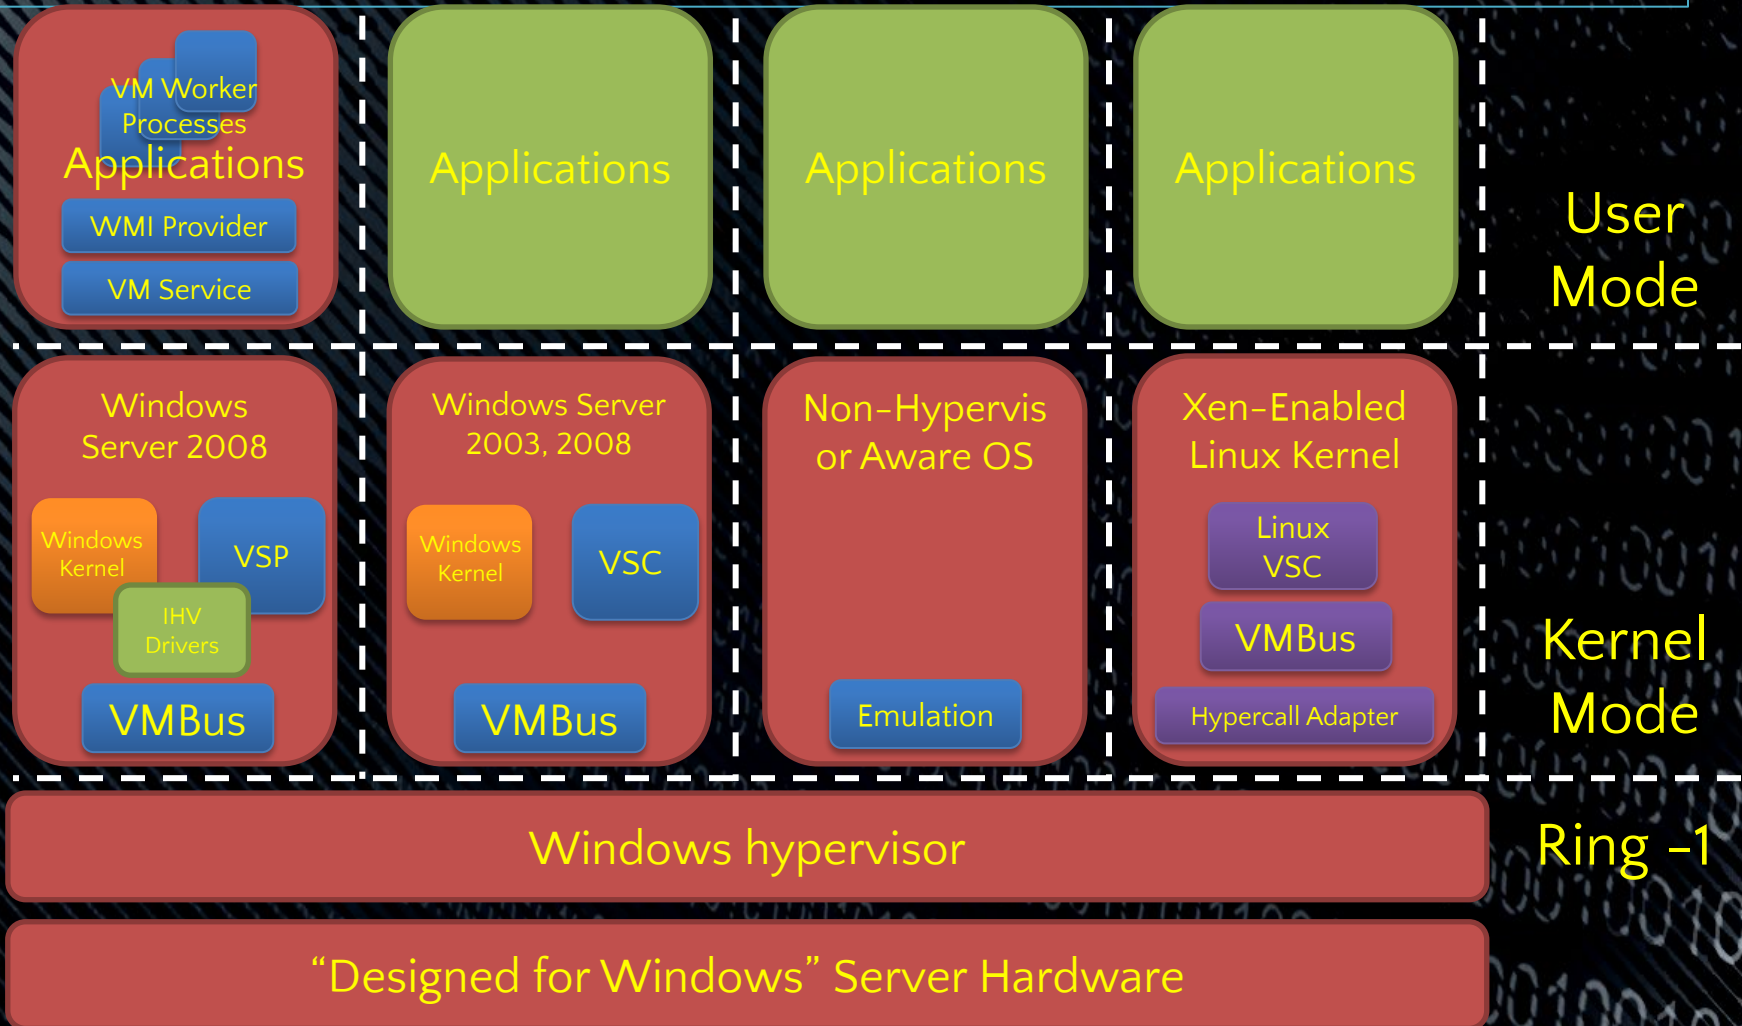 VM Worker
Processes
Applications
WMI Provider
VM Service
Applications
Applications
Applications
User
Mode
Windows
Server 2008
Windows
Kernel
VSP
IHV
Drivers
VMBus
Windows Server
2003, 2008
Windows
Kernel
VSC
VMBus
Non-Hypervis
or Aware OS
Emulation
Xen-Enabled
Linux Kernel
Linux
VSC
VMBus
Hypercall Adapter
Kernel
Mode
Windows hypervisor
Ring -1
“Designed for Windows” Server Hardware